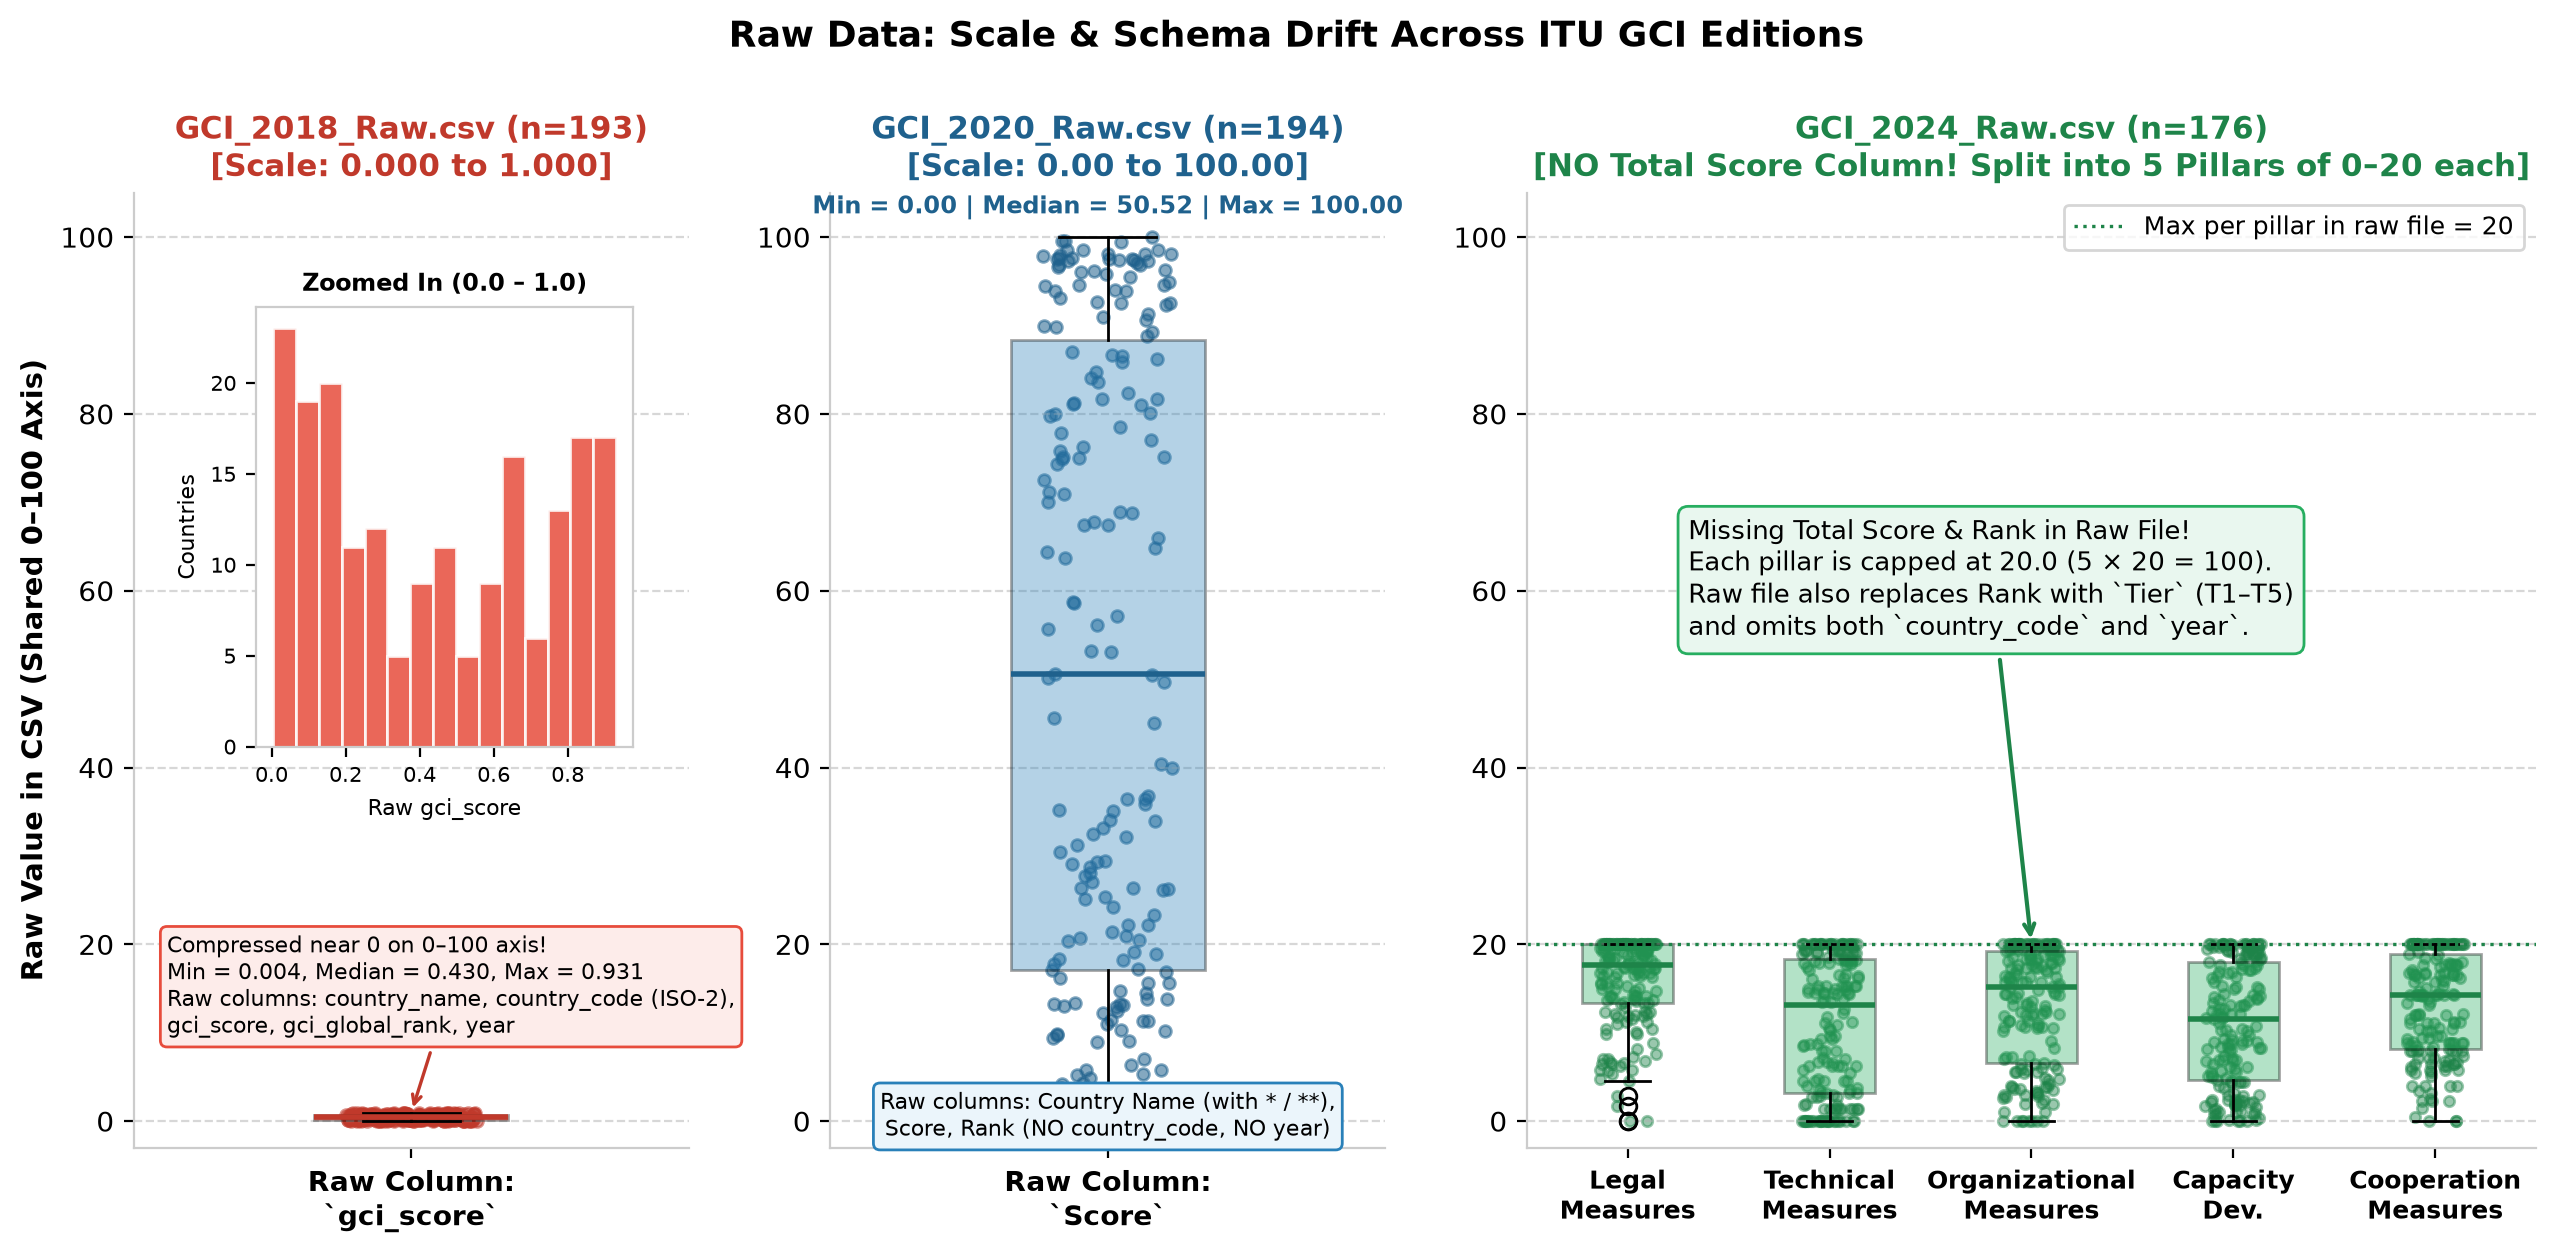 Raw Data: Scale & Schema Drift Across ITU GCI Editions
Raw Value in CSV (Shared 0–100 Axis)
GCI_2018_Raw.csv (n=193)
[Scale: 0.000 to 1.000]
100
80
60
40
20
0
Zoomed In (0.0 – 1.0)
Countries
20
15
10
5
0
0.0 0.2 0.4 0.6 0.8
Raw gci_score
Compressed near 0 on 0–100 axis!
Min = 0.004, Median = 0.430, Max = 0.931
Raw columns: country_name, country_code (ISO-2),
gci_score, gci_global_rank, year
Raw Column:
`gci_score`
GCI_2020_Raw.csv (n=194)
[Scale: 0.00 to 100.00]
Min = 0.00 | Median = 50.52 | Max = 100.00
100
80
60
40
20
0
Raw columns: Country Name (with * / **),
Score, Rank (NO country_code, NO year)
Raw Column:
`Score`
GCI_2024_Raw.csv (n=176)
[NO Total Score Column! Split into 5 Pillars of 0–20 each]
Max per pillar in raw file = 20
100
80
60
40
20
0
Missing Total Score & Rank in Raw File!
Each pillar is capped at 20.0 (5 × 20 = 100).
Raw file also replaces Rank with `Tier` (T1–T5)
and omits both `country_code` and `year`.
Legal
Measures
Technical
Measures
Organizational
Measures
Capacity
Dev.
Cooperation
Measures